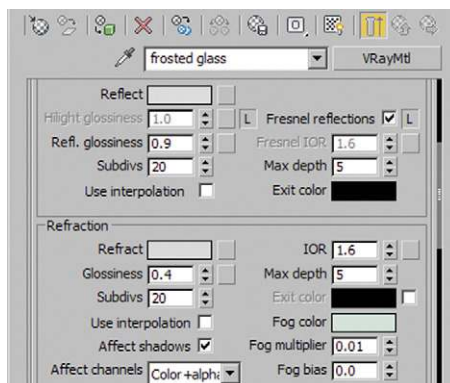 frosted glass VRayMtl
Reflect
Hilight glossiness 1.0 L Fresnel reflections L
Refl. glossiness 0.9 Fresnel IOR 1.6
Subdivs 20 Max depth 5
Use interpolation Exit color
Refraction
Refract IOR 1.6
Glossiness 0.4 Max depth 5
Subdivs 20 Exit color
Use interpolation Fog color
Affect shadows Fog multiplier 0.01
Affect channels Color+alpha Fog bias 0.0